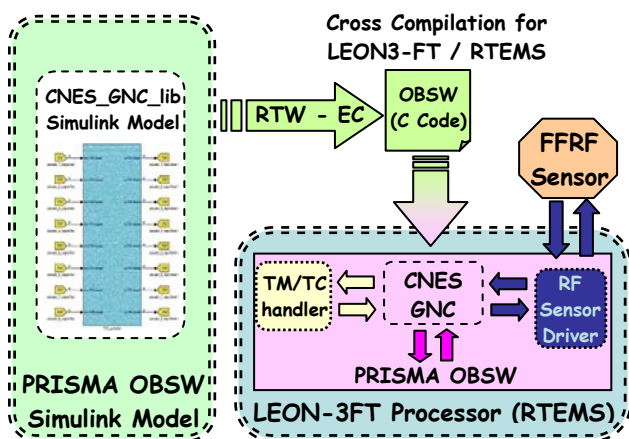 Cross Compilation for
LEON3-FT / RTEMS
CNES_GNC_lib
Simulink Model
RTW - EC
OBSW
(C Code)
FFRF
Sensor
TM/TC
handler
CNES
GNC
RF
Sensor
Driver
PRISMA OBSW
PRISMA OBSW
Simulink Model
LEON-3FT Processor (RTEMS)